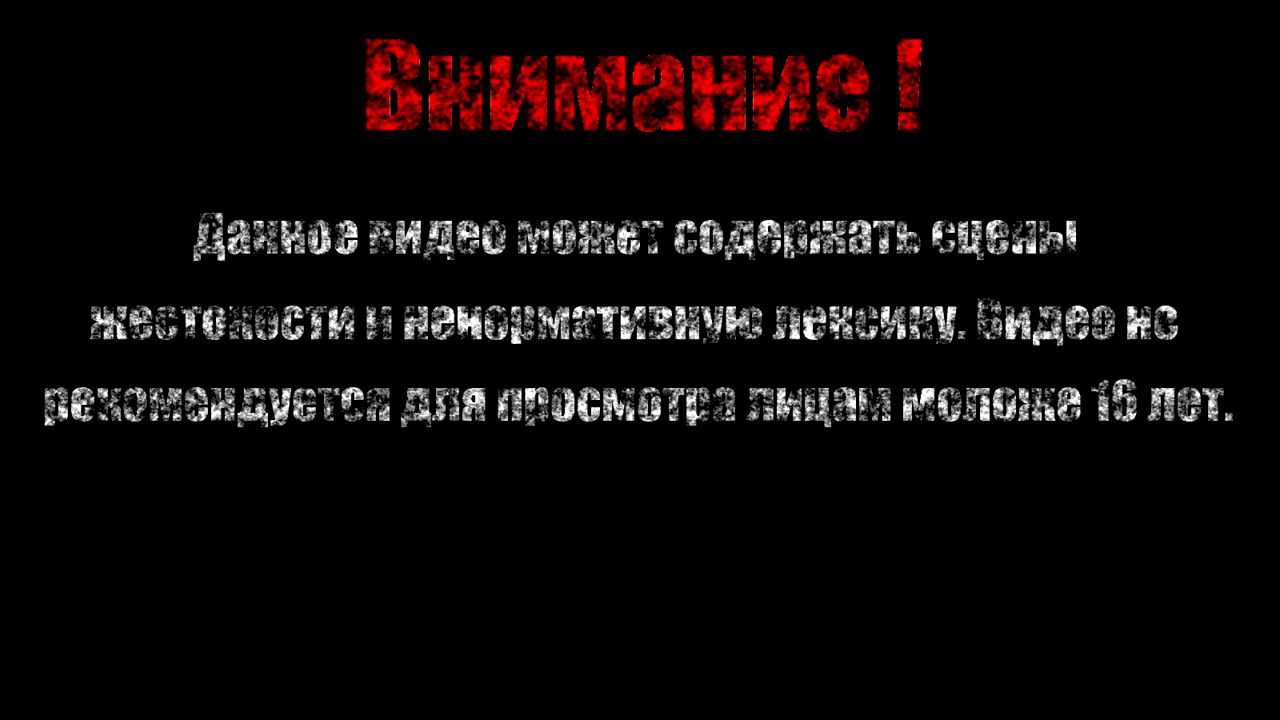 Внимание !
Данное видео может содержать сцены
жестокости и ненормативную лексику. Видео не
рекомендуется для просмотра лицам моложе 16 лет.